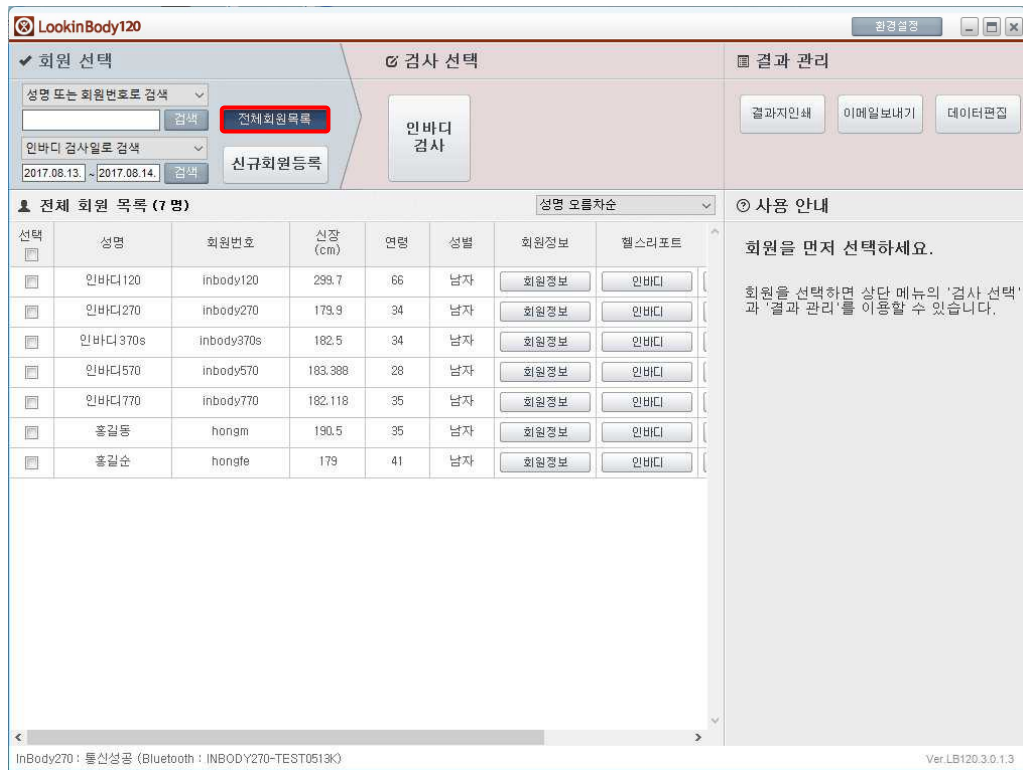 LookinBody120
환경설정
회원 선택
검사 선택
결과 관리
성명 또는 회원번호로 검색
검색
전체회원목록
인바디 검사일로 검색
2017.08.13. ~ 2017.08.14. 검색
신규회원등록
인바디
검사
결과지인쇄 이메일보내기 데이터편집
전체 회원 목록 (7 명)
성명 오름차순
사용 안내
선택 성명 회원번호 신장 (cm) 연령 성별 회원정보 헬스리포트
인바디120 inbody120 299.7 66 남자 회원정보 인바디
인바디270 inbody270 179.9 34 남자 회원정보 인바디
인바디370s inbody370s 182.5 34 남자 회원정보 인바디
인바디570 inbody570 183.388 28 남자 회원정보 인바디
인바디770 inbody770 182.118 35 남자 회원정보 인바디
홍길동 hongm 190.5 35 남자 회원정보 인바디
홍길순 hongfe 179 41 남자 회원정보 인바디
회원을 먼저 선택하세요.
회원을 선택하면 상단 메뉴의 '검사 선택'
과 '결과 관리'를 이용할 수 있습니다.
InBody270 : 통신성공 (Bluetooth : INBODY270-TEST0513K)
Ver.LB120.3.0.1.3